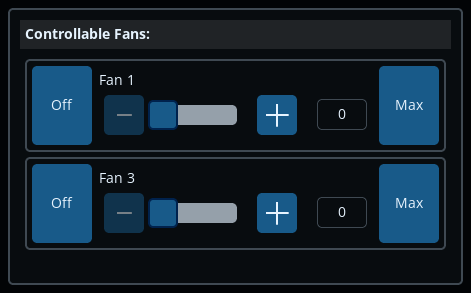 Controllable Fans:
Fan 1
Off
−
+
0
Max
Fan 3
Off
−
+
0
Max